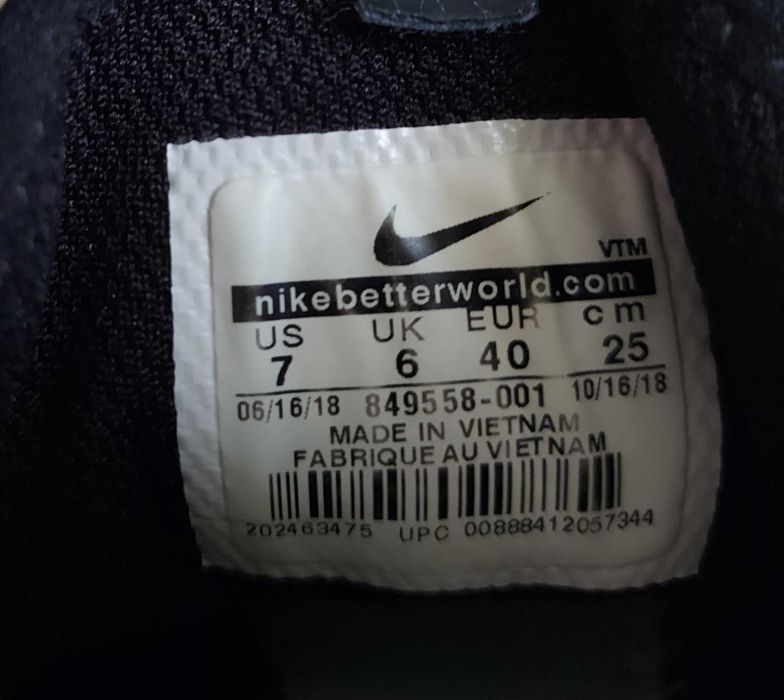 VTM
nikebetterworld.com
US UK EUR cm
7 6 40 25
06/16/18 849558-001 10/16/18
MADE IN VIETNAM
FABRIQUE AU VIETNAM
202463475 UPC 00888412057344